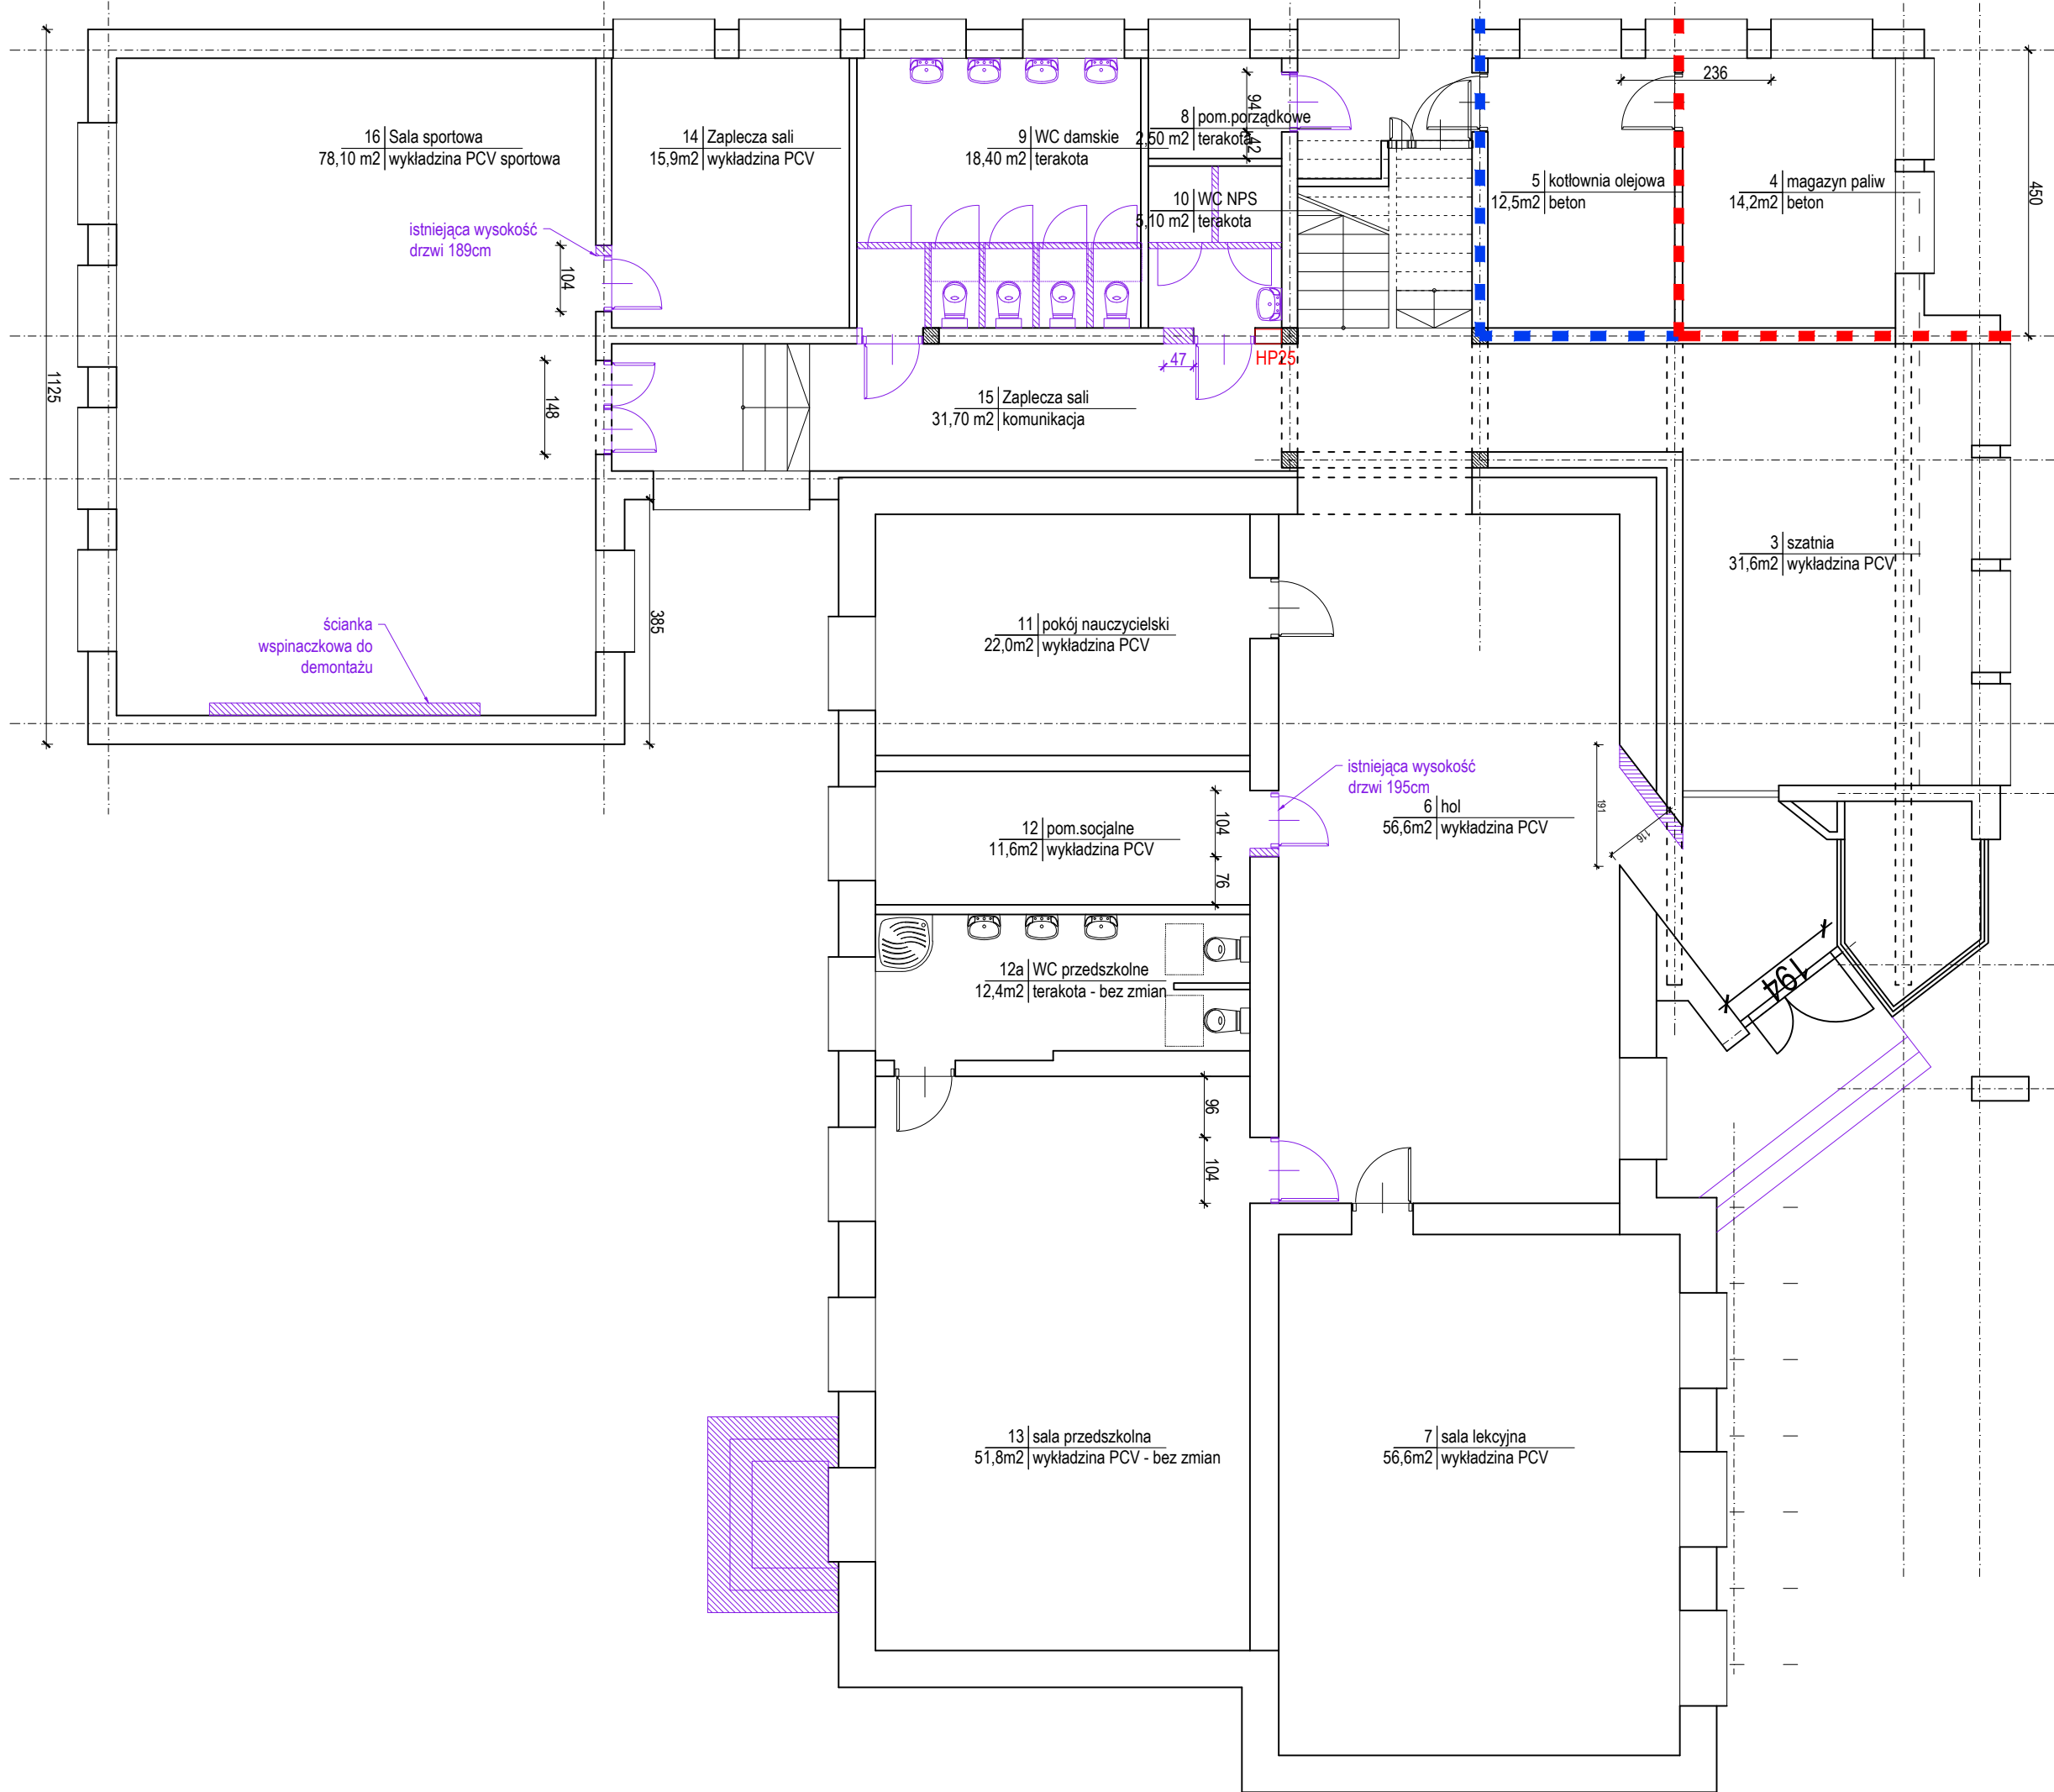 236
16 Sala sportowa
78,10 m2 wykładzina PCV sportowa
14 Zaplecza sali
15,9m2 wykładzina PCV
9 WC damskie
18,40 m2 terakota
94
42
8 pom.porządkowe
2,50 m2 terakota
10 WC NPS
5,10 m2 terakota
5 kotłownia olejowa
12,5m2 beton
4 magazyn paliw
14,2m2 beton
450
istniejąca wysokość
drzwi 189cm
104
1125
148
47
HP25
15 Zaplecza sali
31,70 m2 komunikacja
3 szatnia
31,6m2 wykładzina PCV
385
ścianka
wspinaczkowa do
demontażu
11 pokój nauczycielski
22,0m2 wykładzina PCV
istniejąca wysokość
drzwi 195cm
6 hol
56,6m2 wykładzina PCV
191
116
12 pom.socjalne
11,6m2 wykładzina PCV
104
76
12a WC przedszkolne
12,4m2 terakota - bez zmian
194
96
104
13 sala przedszkolna
51,8m2 wykładzina PCV - bez zmian
7 sala lekcyjna
56,6m2 wykładzina PCV